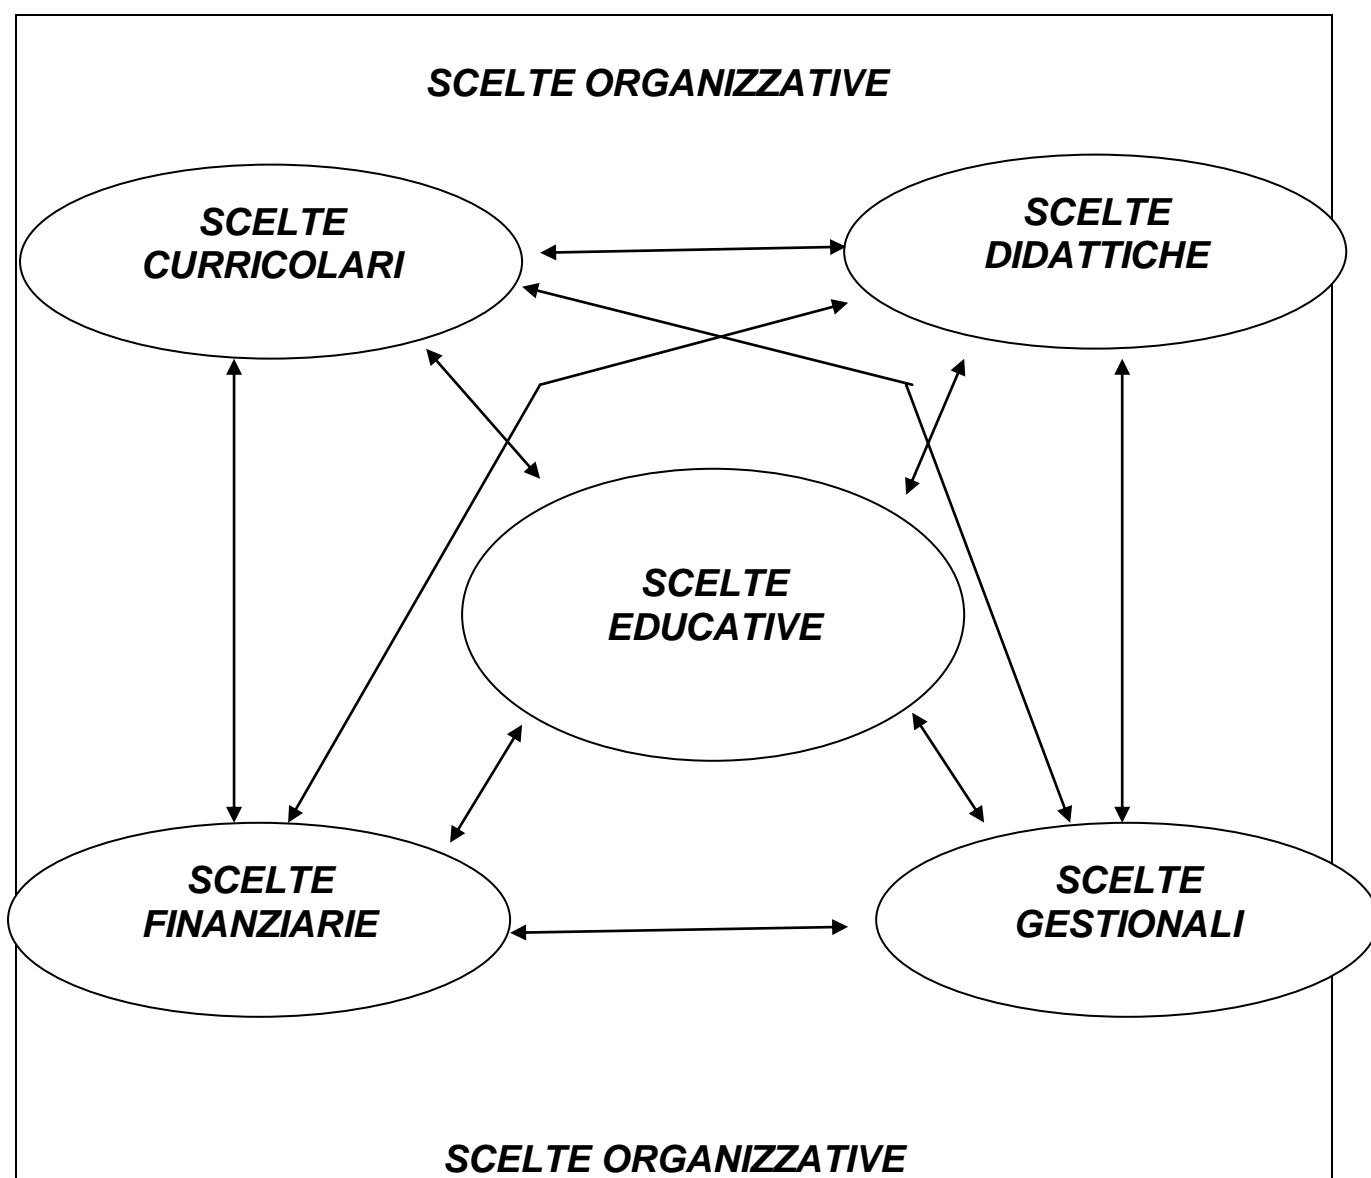 SCELTE ORGANIZZATIVE
SCELTE
CURRICOLARI
SCELTE
DIDATTICHE
SCELTE
EDUCATIVE
SCELTE
FINANZIARIE
SCELTE
GESTIONALI
SCELTE ORGANIZZATIVE